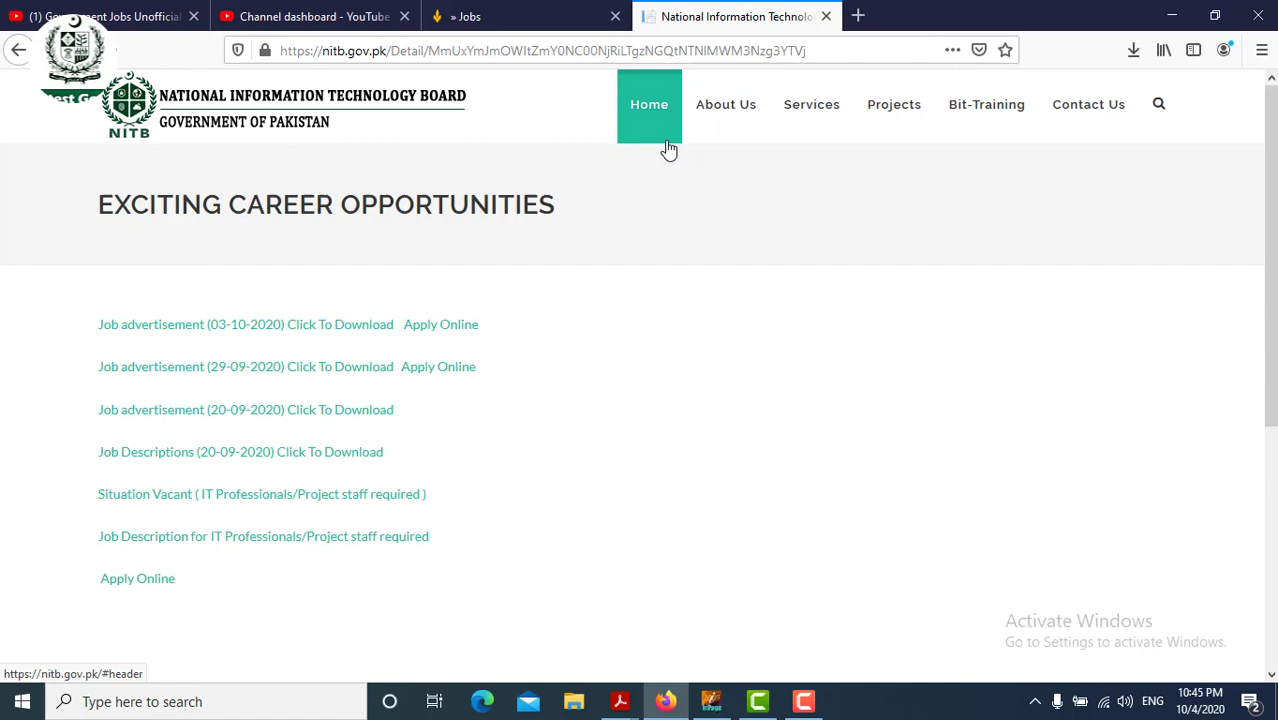 (1) Government Jobs Unofficial
Channel dashboard - YouTube
» Jobs
National Information Technolo
https://nitb.gov.pk/Detail/MmUxYmJmOWItZmY0NC00NjRiLTgzNGQtNTNlMWM3Nzg3YTVj
NITB
NATIONAL INFORMATION TECHNOLOGY BOARD
GOVERNMENT OF PAKISTAN
Home About Us Services Projects Bit-Training Contact Us
EXCITING CAREER OPPORTUNITIES
Job advertisement (03-10-2020) Click To Download Apply Online
Job advertisement (29-09-2020) Click To Download Apply Online
Job advertisement (20-09-2020) Click To Download
Job Descriptions (20-09-2020) Click To Download
Situation Vacant ( IT Professionals/Project staff required )
Job Description for IT Professionals/Project staff required
Apply Online
Activate Windows
Go to Settings to activate Windows.
https://nitb.gov.pk/#header
Type here to search
InPage
ENG
10:45 PM
10/4/2020
2